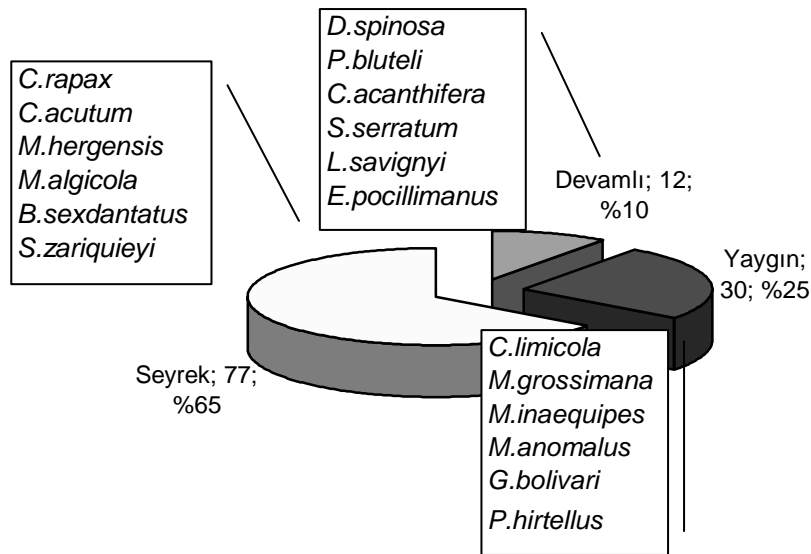 D.spinosa
P.bluteli
C.acanthifera
S.serratum
L.savignyi
E.pocillimanus
C.rapax
C.acutum
M.hergensis
M.algicola
B.sexdantatus
S.zariquieyi
Devamlı; 12;
%10
Yaygın;
30; %25
Seyrek; 77;
%65
C.limicola
M.grossimana
M.inaequipes
M.anomalus
G.bolivari
P.hirtellus